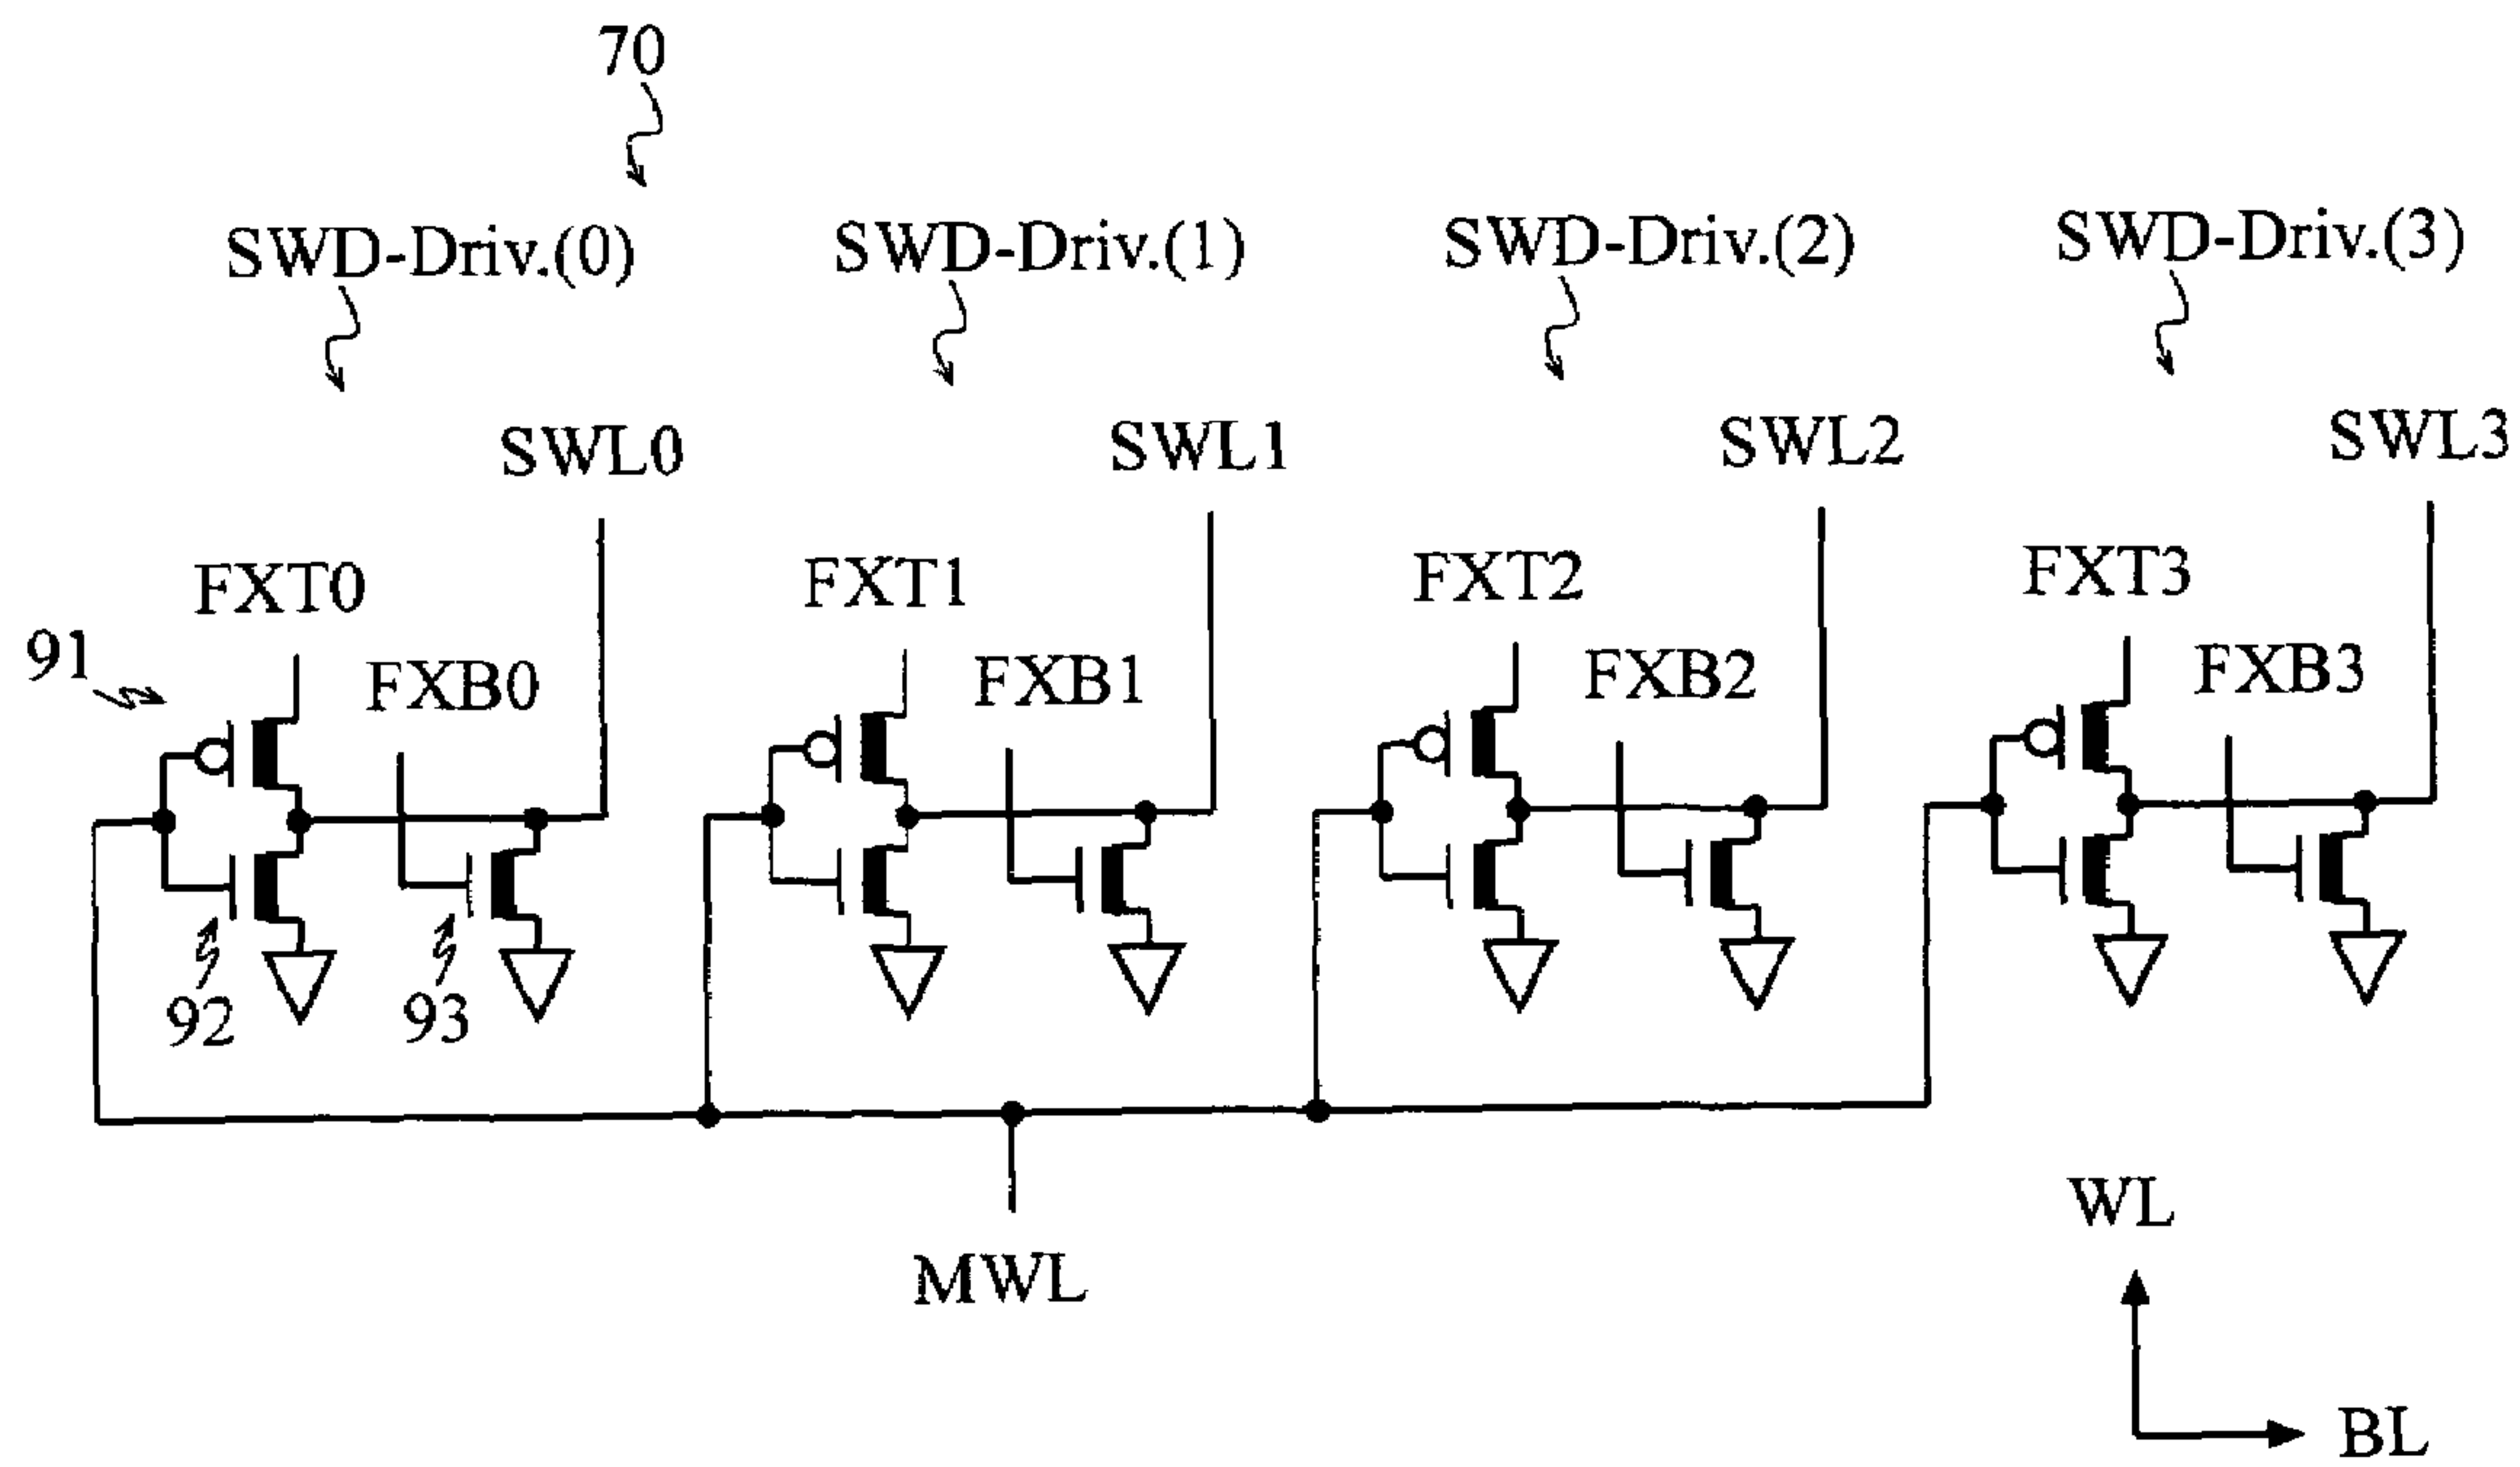 70
SWD-Driv.(0) SWD-Driv.(1) SWD-Driv.(2) SWD-Driv.(3)
SWL0 SWL1 SWL2 SWL3
FXT0 FXT1 FXT2 FXT3
91 FXB0 FXB1 FXB2 FXB3
92 93
WL
MWL
BL